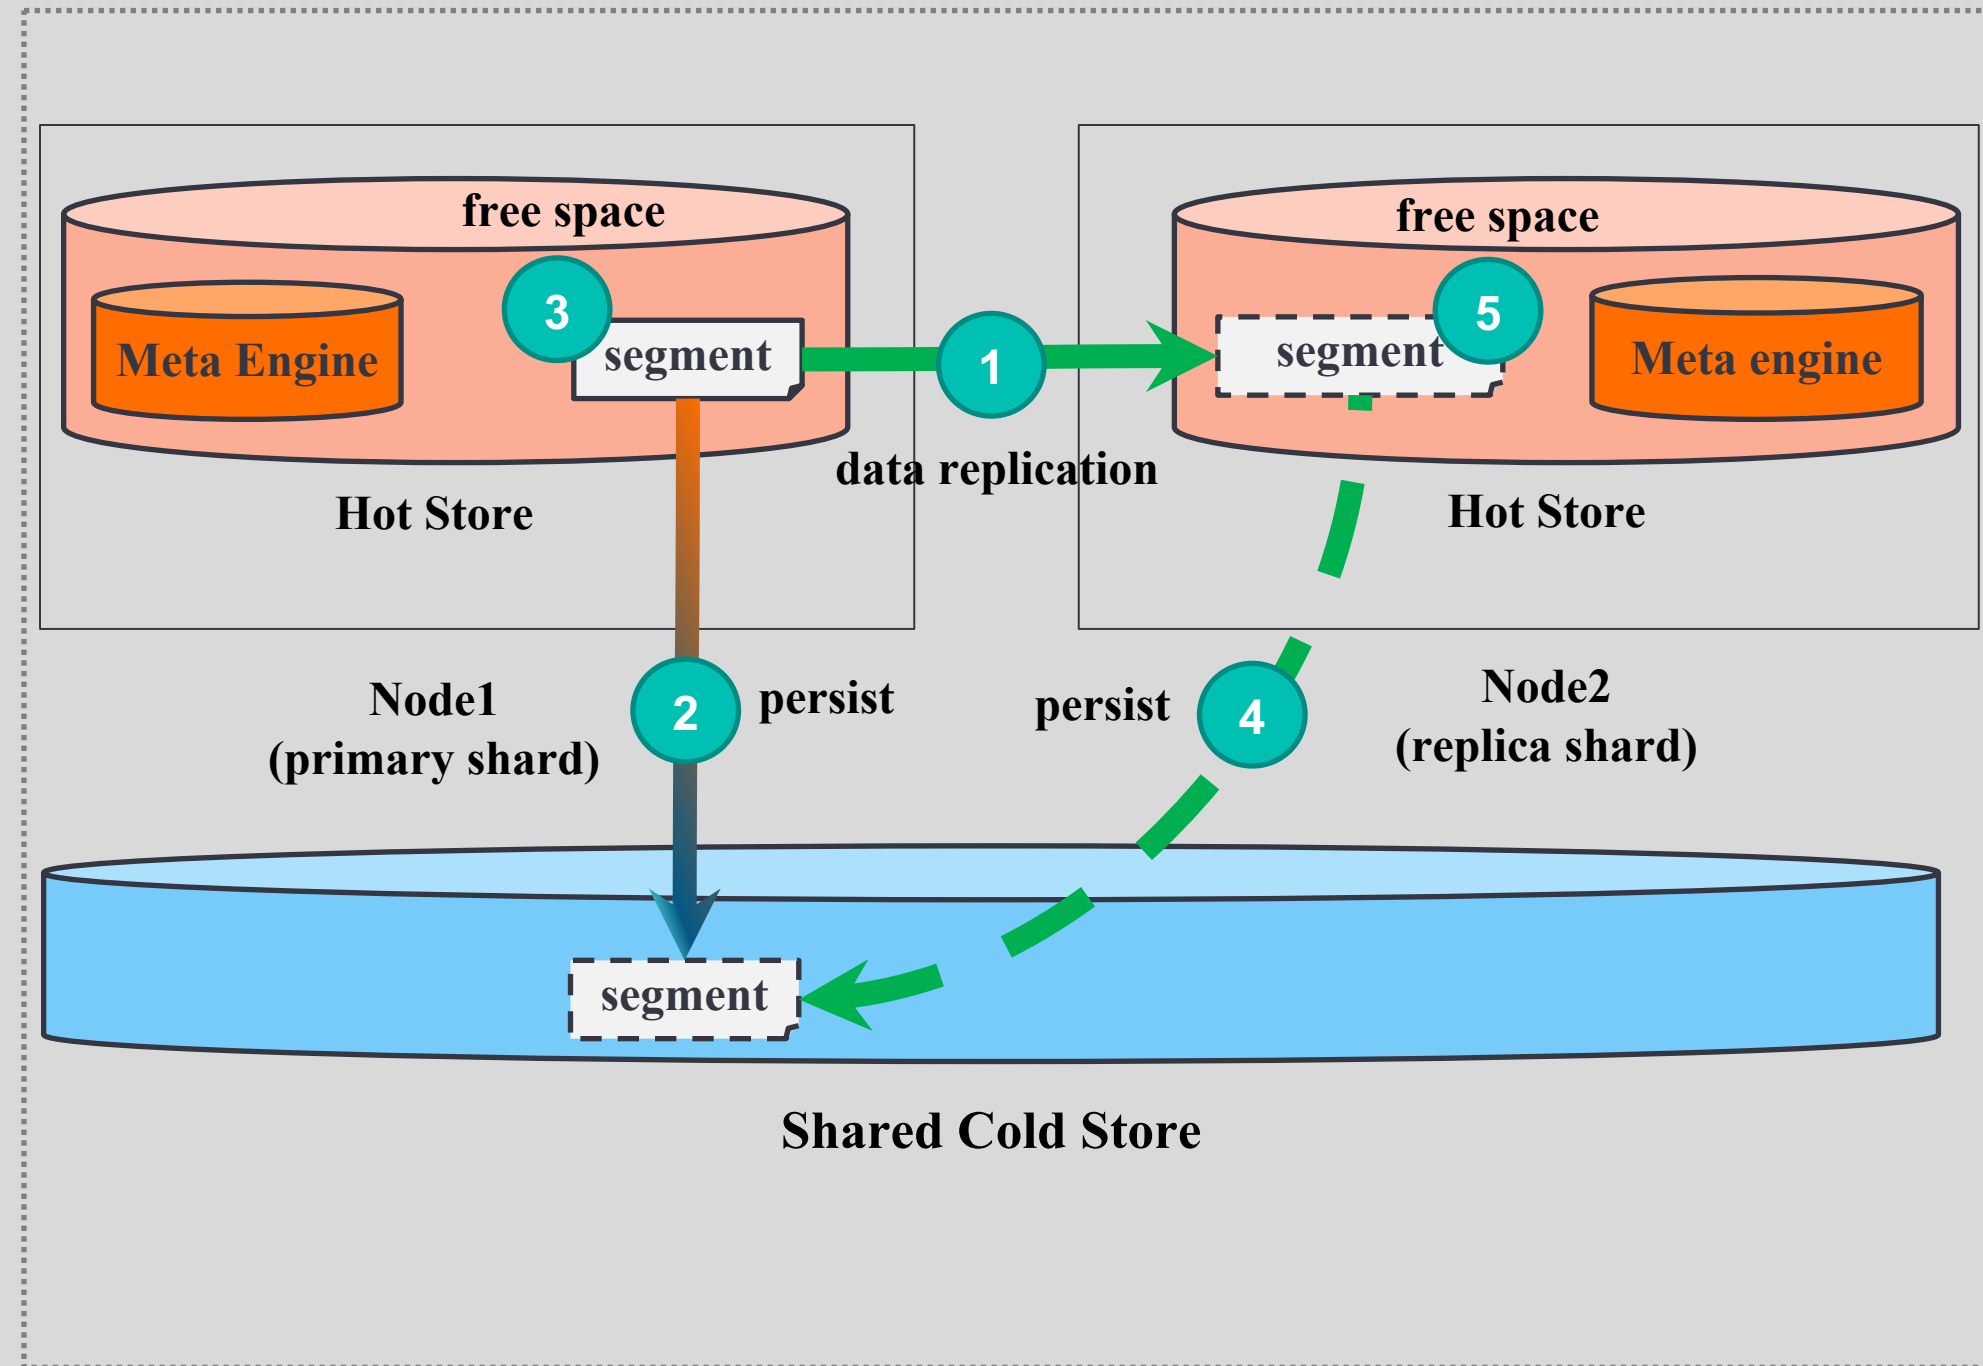 free space
free space
3
5
segment
segment
Meta Engine
Meta engine
1
data replication
Hot Store
Hot Store
Node1
(primary shard)
2
persist
persist
4
Node2
(replica shard)
segment
Shared Cold Store